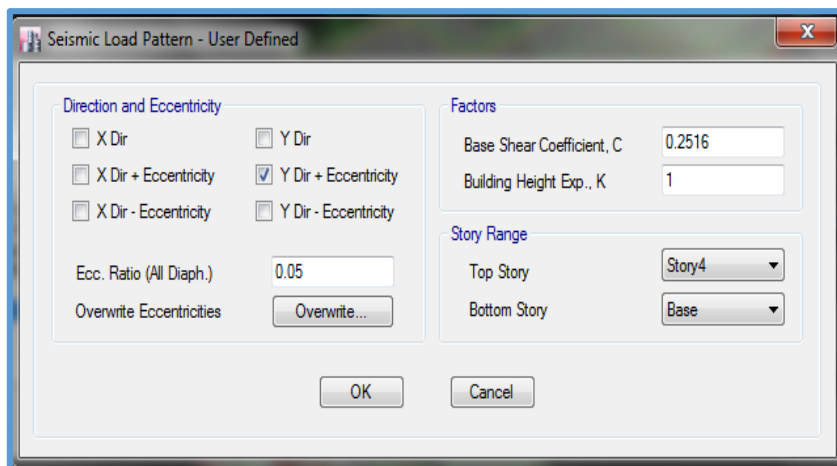 Seismic Load Pattern - User Defined
Direction and Eccentricity
X Dir
Y Dir
X Dir + Eccentricity
Y Dir + Eccentricity
X Dir - Eccentricity
Y Dir - Eccentricity
Ecc. Ratio (All Diaph.)
0.05
Overwrite Eccentricities
Overwrite...
Factors
Base Shear Coefficient, C
0.2516
Building Height Exp., K
1
Story Range
Top Story
Story4
Bottom Story
Base
OK
Cancel